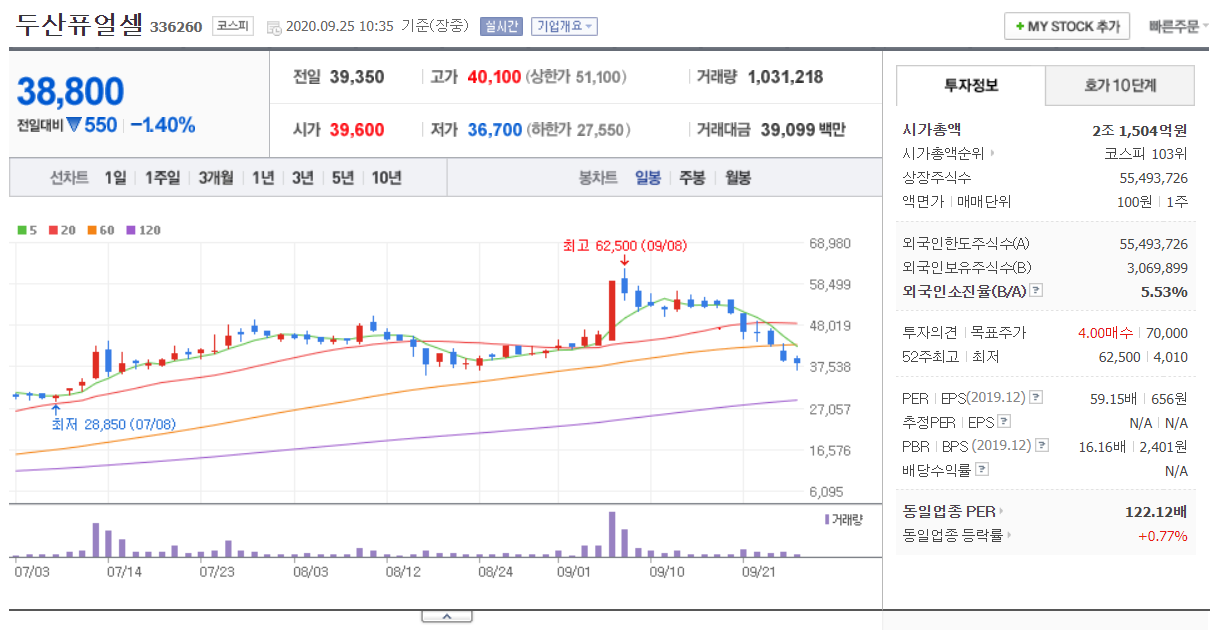 두산퓨얼셀 336260 코스피 2020.09.25 10:35 기준(장중) 실시간 기업개요
+ MY STOCK 추가 빠른주문
38,800
전일대비 ▼ 550 -1.40%
전일 39,350 고가 40,100 (상한가 51,100) 거래량 1,031,218
시가 39,600 저가 36,700 (하한가 27,550) 거래대금 39,099 백만
선차트 1일 1주일 3개월 1년 3년 5년 10년 봉차트 일봉 주봉 월봉
5 20 60 120
최고 62,500 (09/08)
최저 28,850 (07/08)
68,980
58,499
48,019
37,538
27,057
16,576
6,095
거래량
07/03 07/14 07/23 08/03 08/12 08/24 09/01 09/10 09/21
투자정보 호가 10단계
시가총액 2조 1,504억원
시가총액순위 코스피 103위
상장주식수 55,493,726
액면가 매매단위 100원 1주
외국인한도주식수(A) 55,493,726
외국인보유주식수(B) 3,069,899
외국인소진율(B/A) ? 5.53%
투자의견 목표주가 4.00매수 70,000
52주최고 최저 62,500 4,010
PER EPS(2019.12) ? 59.15배 656원
추정PER EPS ? N/A N/A
PBR BPS (2019.12) ? 16.16배 2,401원
배당수익률 ? N/A
동일업종 PER 122.12배
동일업종 등락률 +0.77%